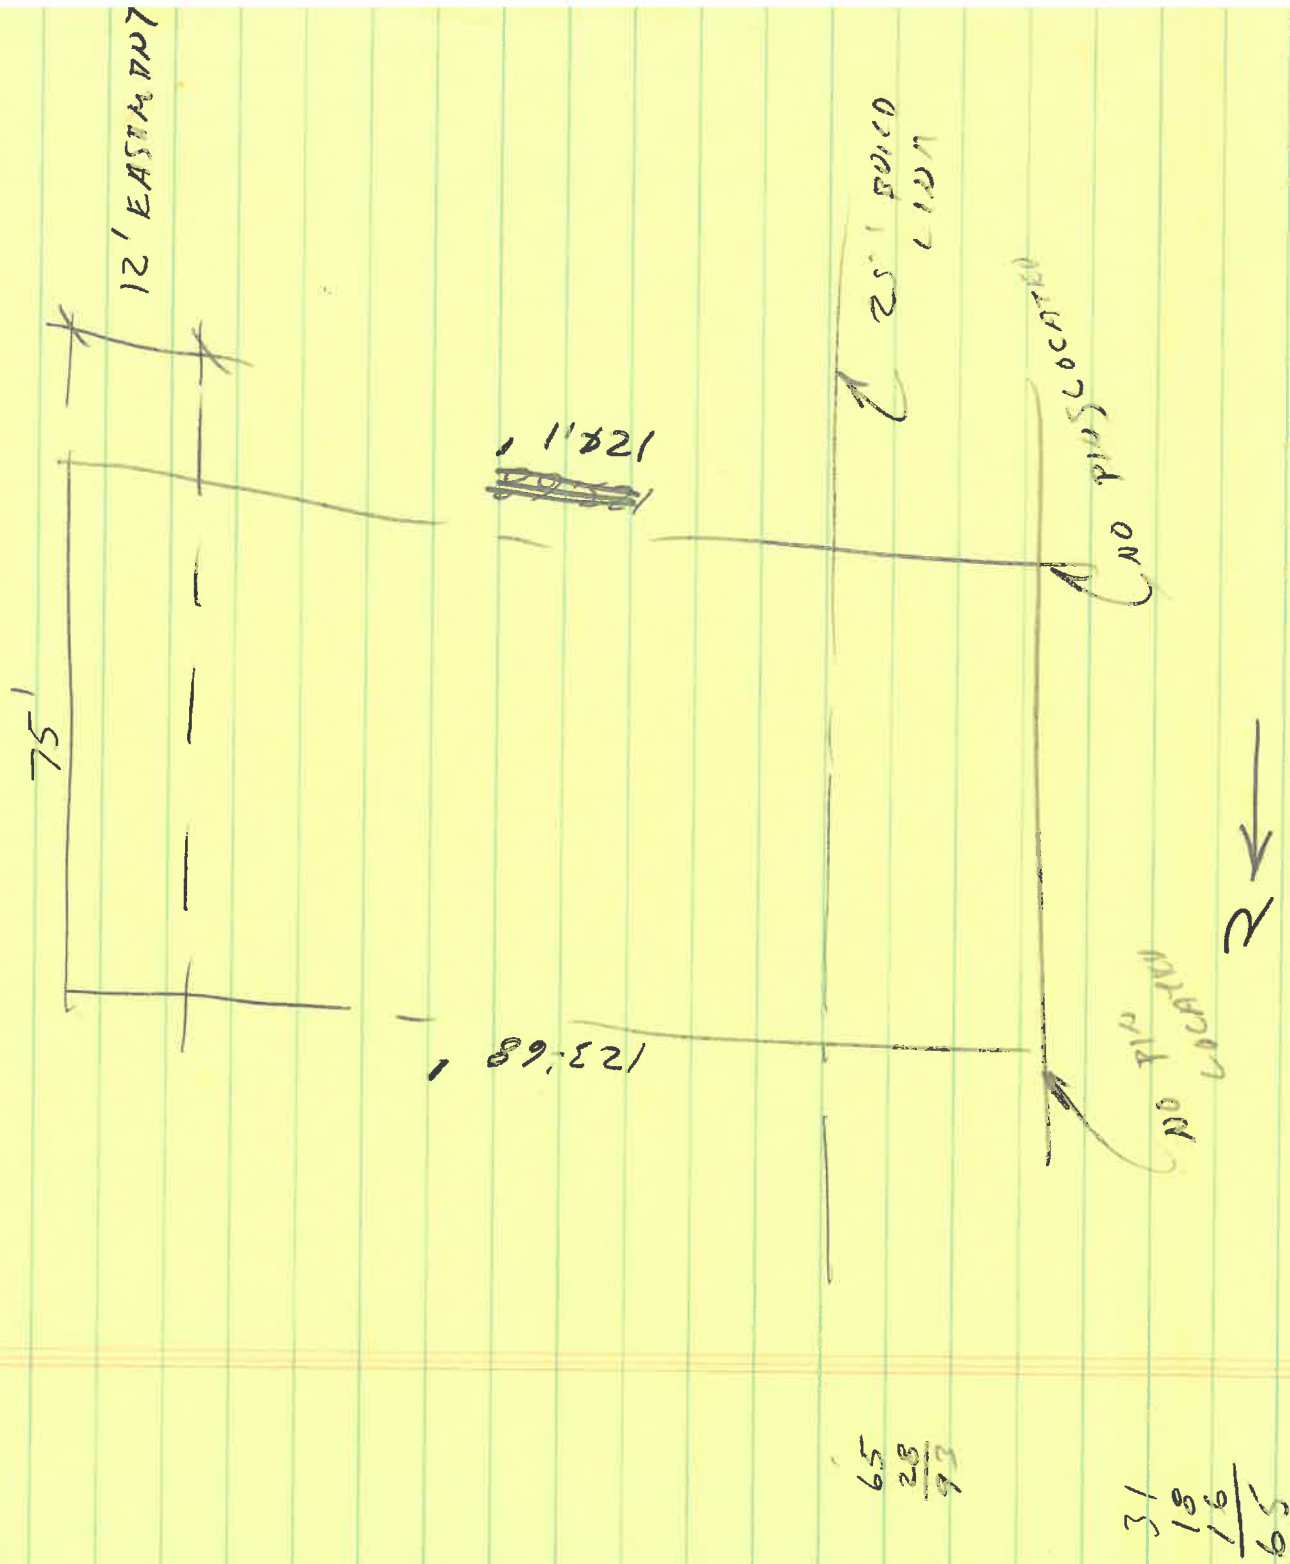 75'
12' EASEMENT
124.11'
123.68'
25' BUILD
LINE
NO PINS LOCATED
NO PIN
LOCATED
N
65
28
93
31
18
16
65